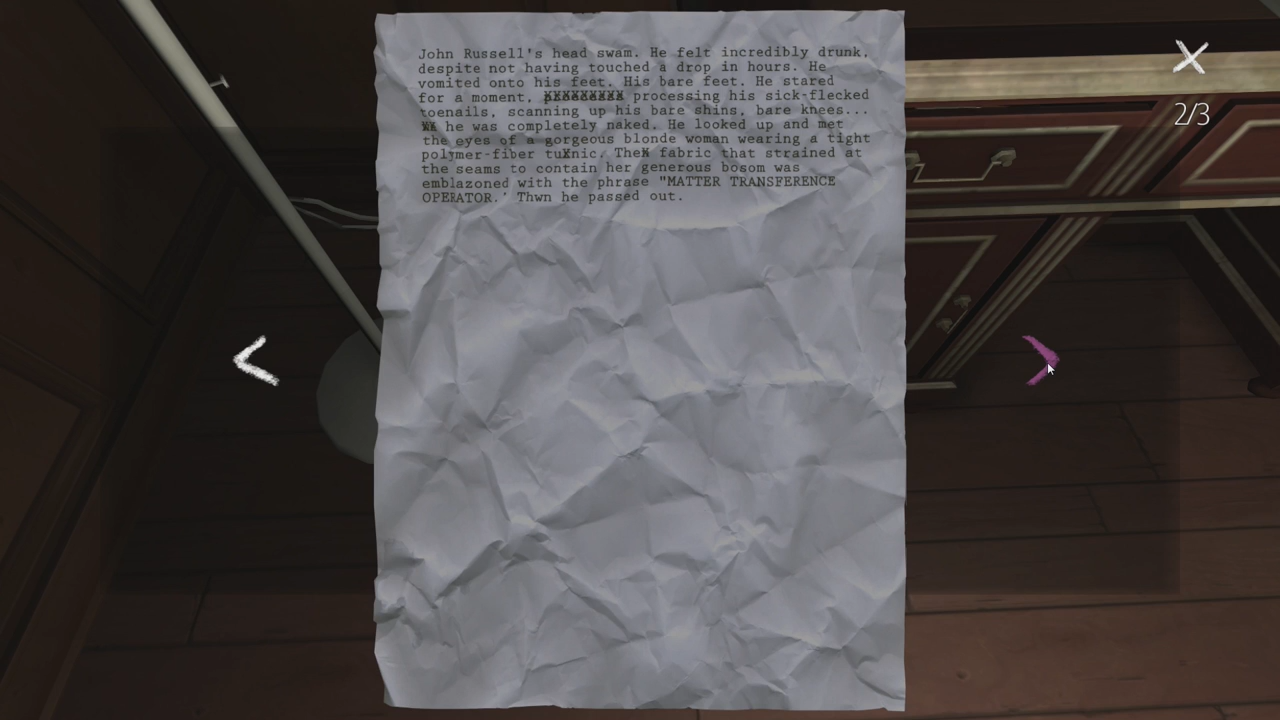 John Russell's head swam. He felt incredibly drunk,
despite not having touched a drop in hours. He
vomited onto his feet. His bare feet. He stared
for a moment, processing his sick-flecked
toenails, scanning up his bare shins, bare knees...
he was completely naked. He looked up and met
the eyes of a gorgeous blonde woman wearing a tight
polymer-fiber tuXnic. TheX fabric that strained at
the seams to contain her generous bosom was
emblazoned with the phrase "MATTER TRANSFERENCE
OPERATOR.' Thwn he passed out.
2/3